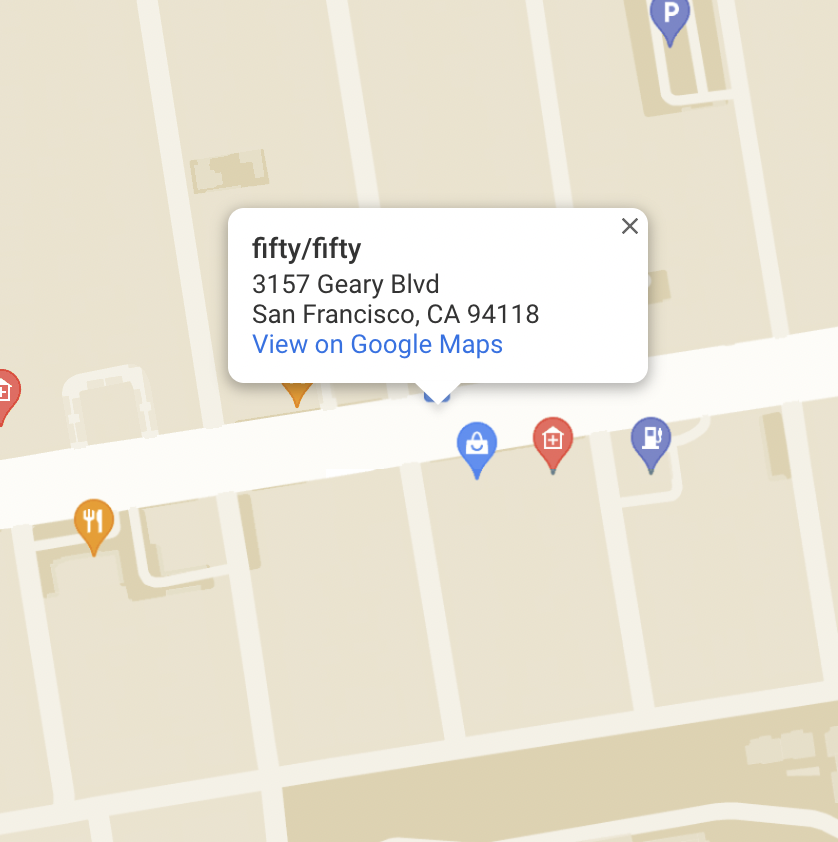 P
fifty/fifty
3157 Geary Blvd
San Francisco, CA 94118
View on Google Maps